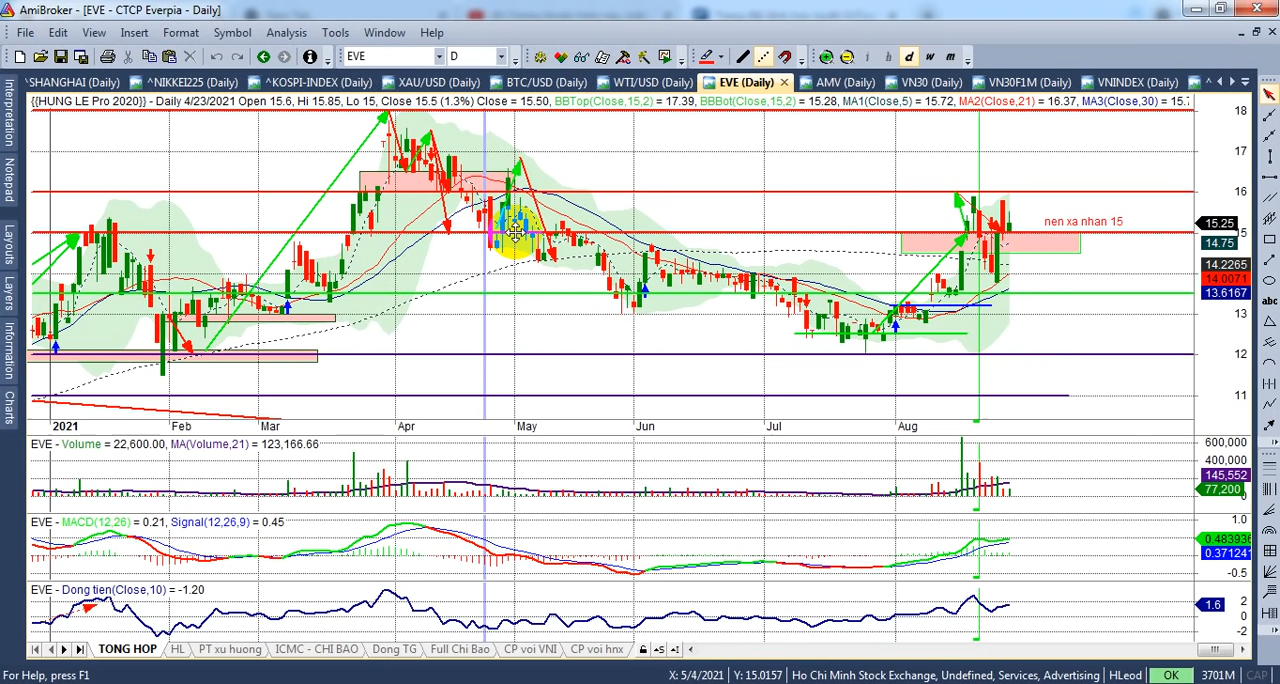 AmiBroker - [EVE - CTCP Everpia - Daily]
File Edit View Insert Format Symbol Analysis Tools Window Help
EVE D i h d w m
^SHANGHAI (Daily) ^NIKKEI225 (Daily) ^KOSPI-INDEX (Daily) XAU/USD (Daily) BTC/USD (Daily) WTI/USD (Daily) EVE (Daily) AMV (Daily) VN30 (Daily) VN30F1M (Daily) VNINDEX (Daily)
{{HUNG LE Pro 2020}} - Daily 4/23/2021 Open 15.6, Hi 15.85, Lo 15, Close 15.5 (1.3%) Close = 15.50, BBTop(Close,15,2) = 17.39, BBBot(Close,15,2) = 15.28, MA1(Close,5) = 15.72, MA2(Close,21) = 16.37, MA3(Close,30) = 15.7
Interpretation
Notepad
Layouts
Layers
Information
Charts
abc
18
17
16
nen xa nhan 15
15.25
15
14.75
14.2265
14.0071
13.6167
13
12
11
2021 Feb Mar Apr May Jun Jul Aug
EVE - Volume = 22,600.00, MA(Volume,21) = 123,166.66
600,000
400,000
145,552
77,200
EVE - MACD(12,26) = 0.21, Signal(12,26,9) = 0.45
1.0
0.483936
0.371241
-0.5
EVE - Dong tien(Close,10) = -1.20
2
1.6
0
-2
TONG HOP HL PT xu huong ICMC - CHI BAO Dong TG Full Chi Bao CP voi VNI CP voi hnx
For Help, press F1 X: 5/4/2021 Y: 15.0157 Ho Chi Minh Stock Exchange, Undefined, Services, Advertising HLeod OK 3701M CAP